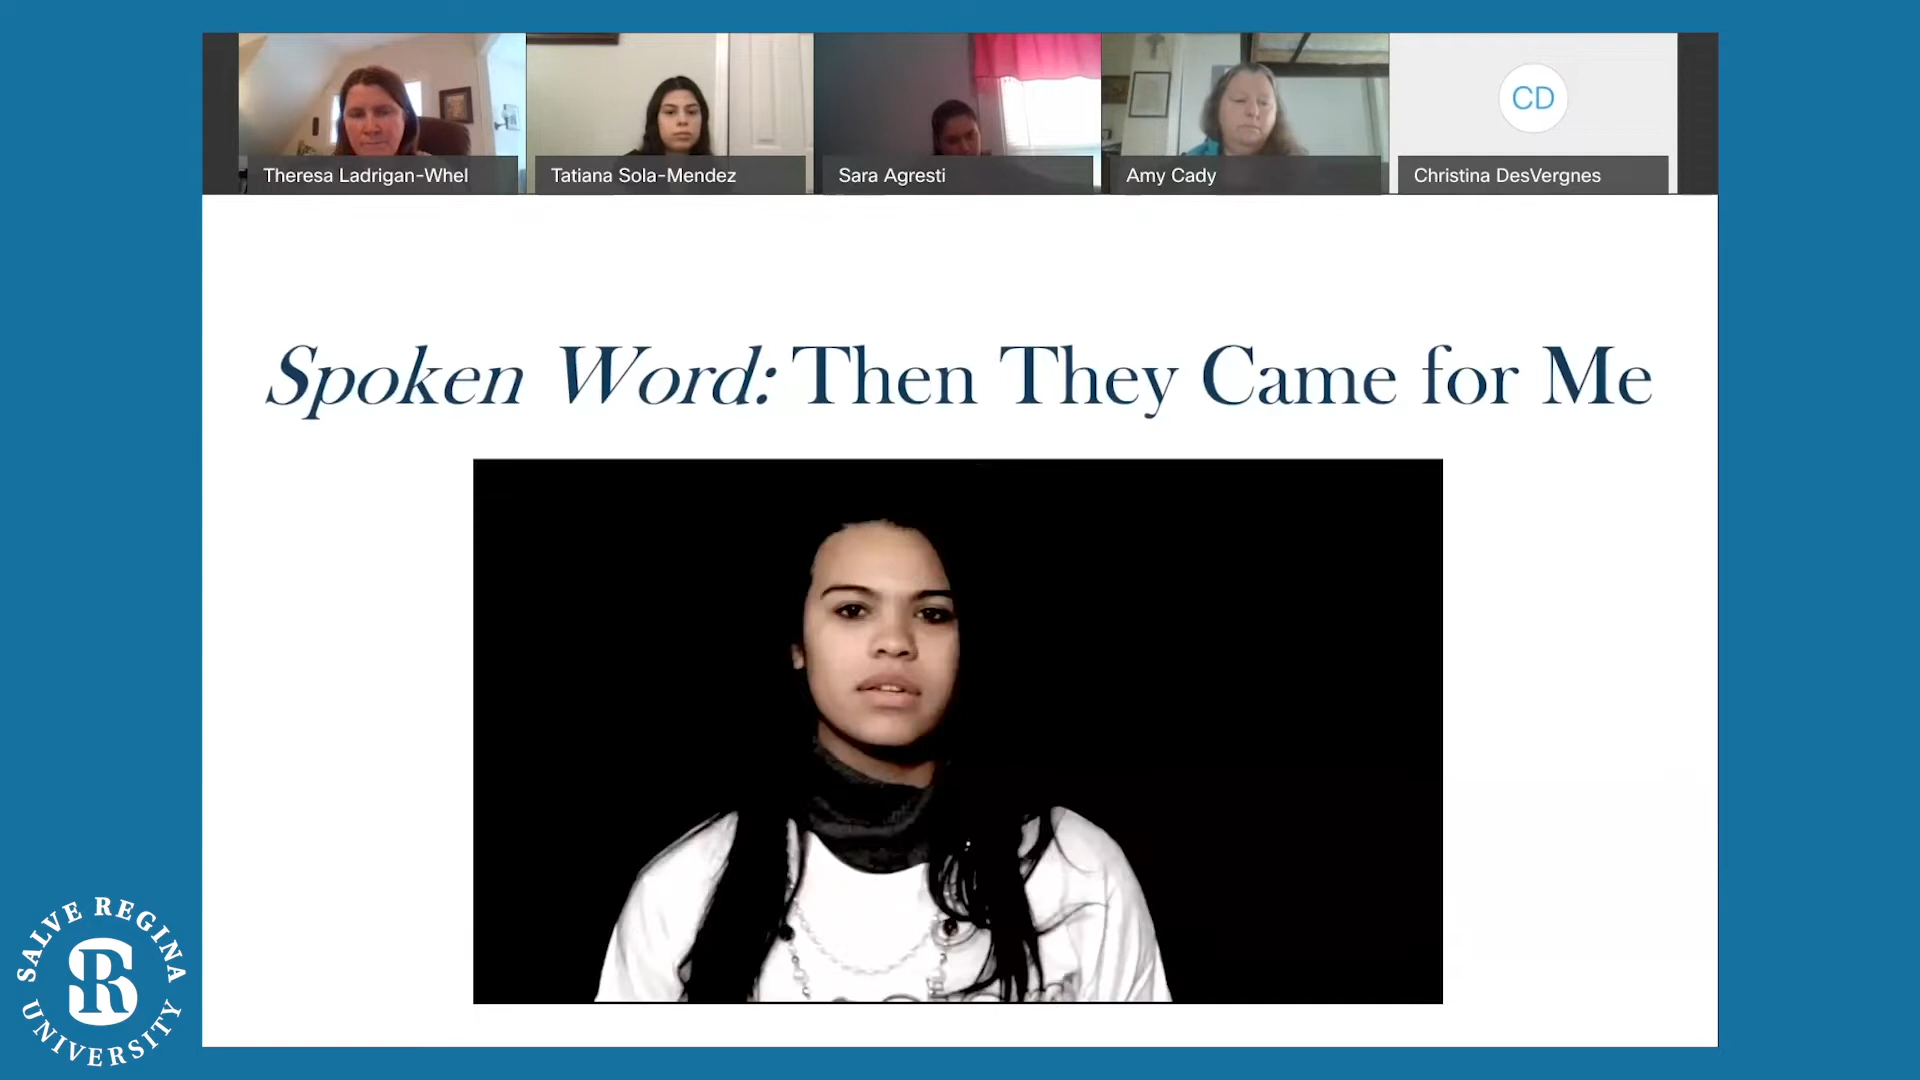 CD
Theresa Ladrigan-Whel
Tatiana Sola-Mendez
Sara Agresti
Amy Cady
Christina DesVergnes
Spoken Word: Then They Came for Me
SALVE REGINA
SR
UNIVERSITY